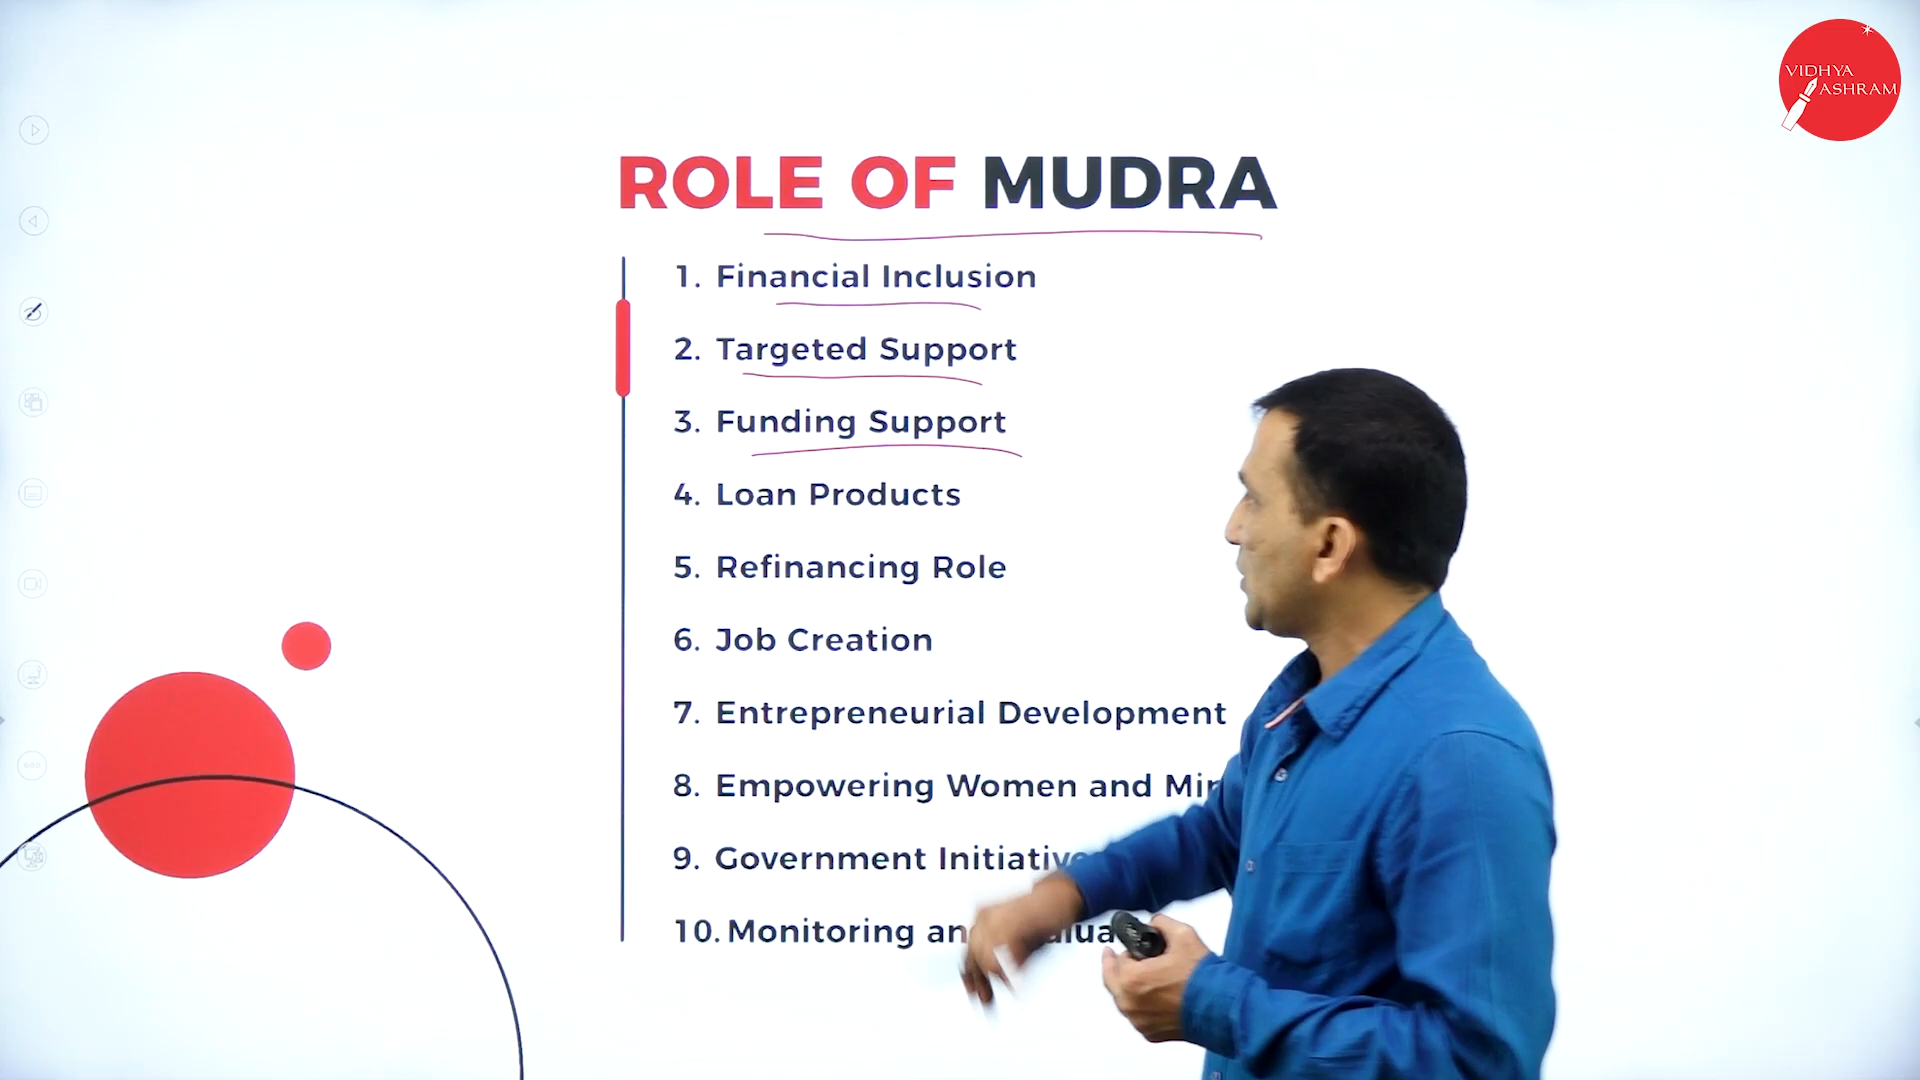 VIDHYA
ASHRAM
ROLE OF MUDRA
1. Financial Inclusion
2. Targeted Support
3. Funding Support
4. Loan Products
5. Refinancing Role
6. Job Creation
7. Entrepreneurial Development
8. Empowering Women and
9. Government
10. Monitoring